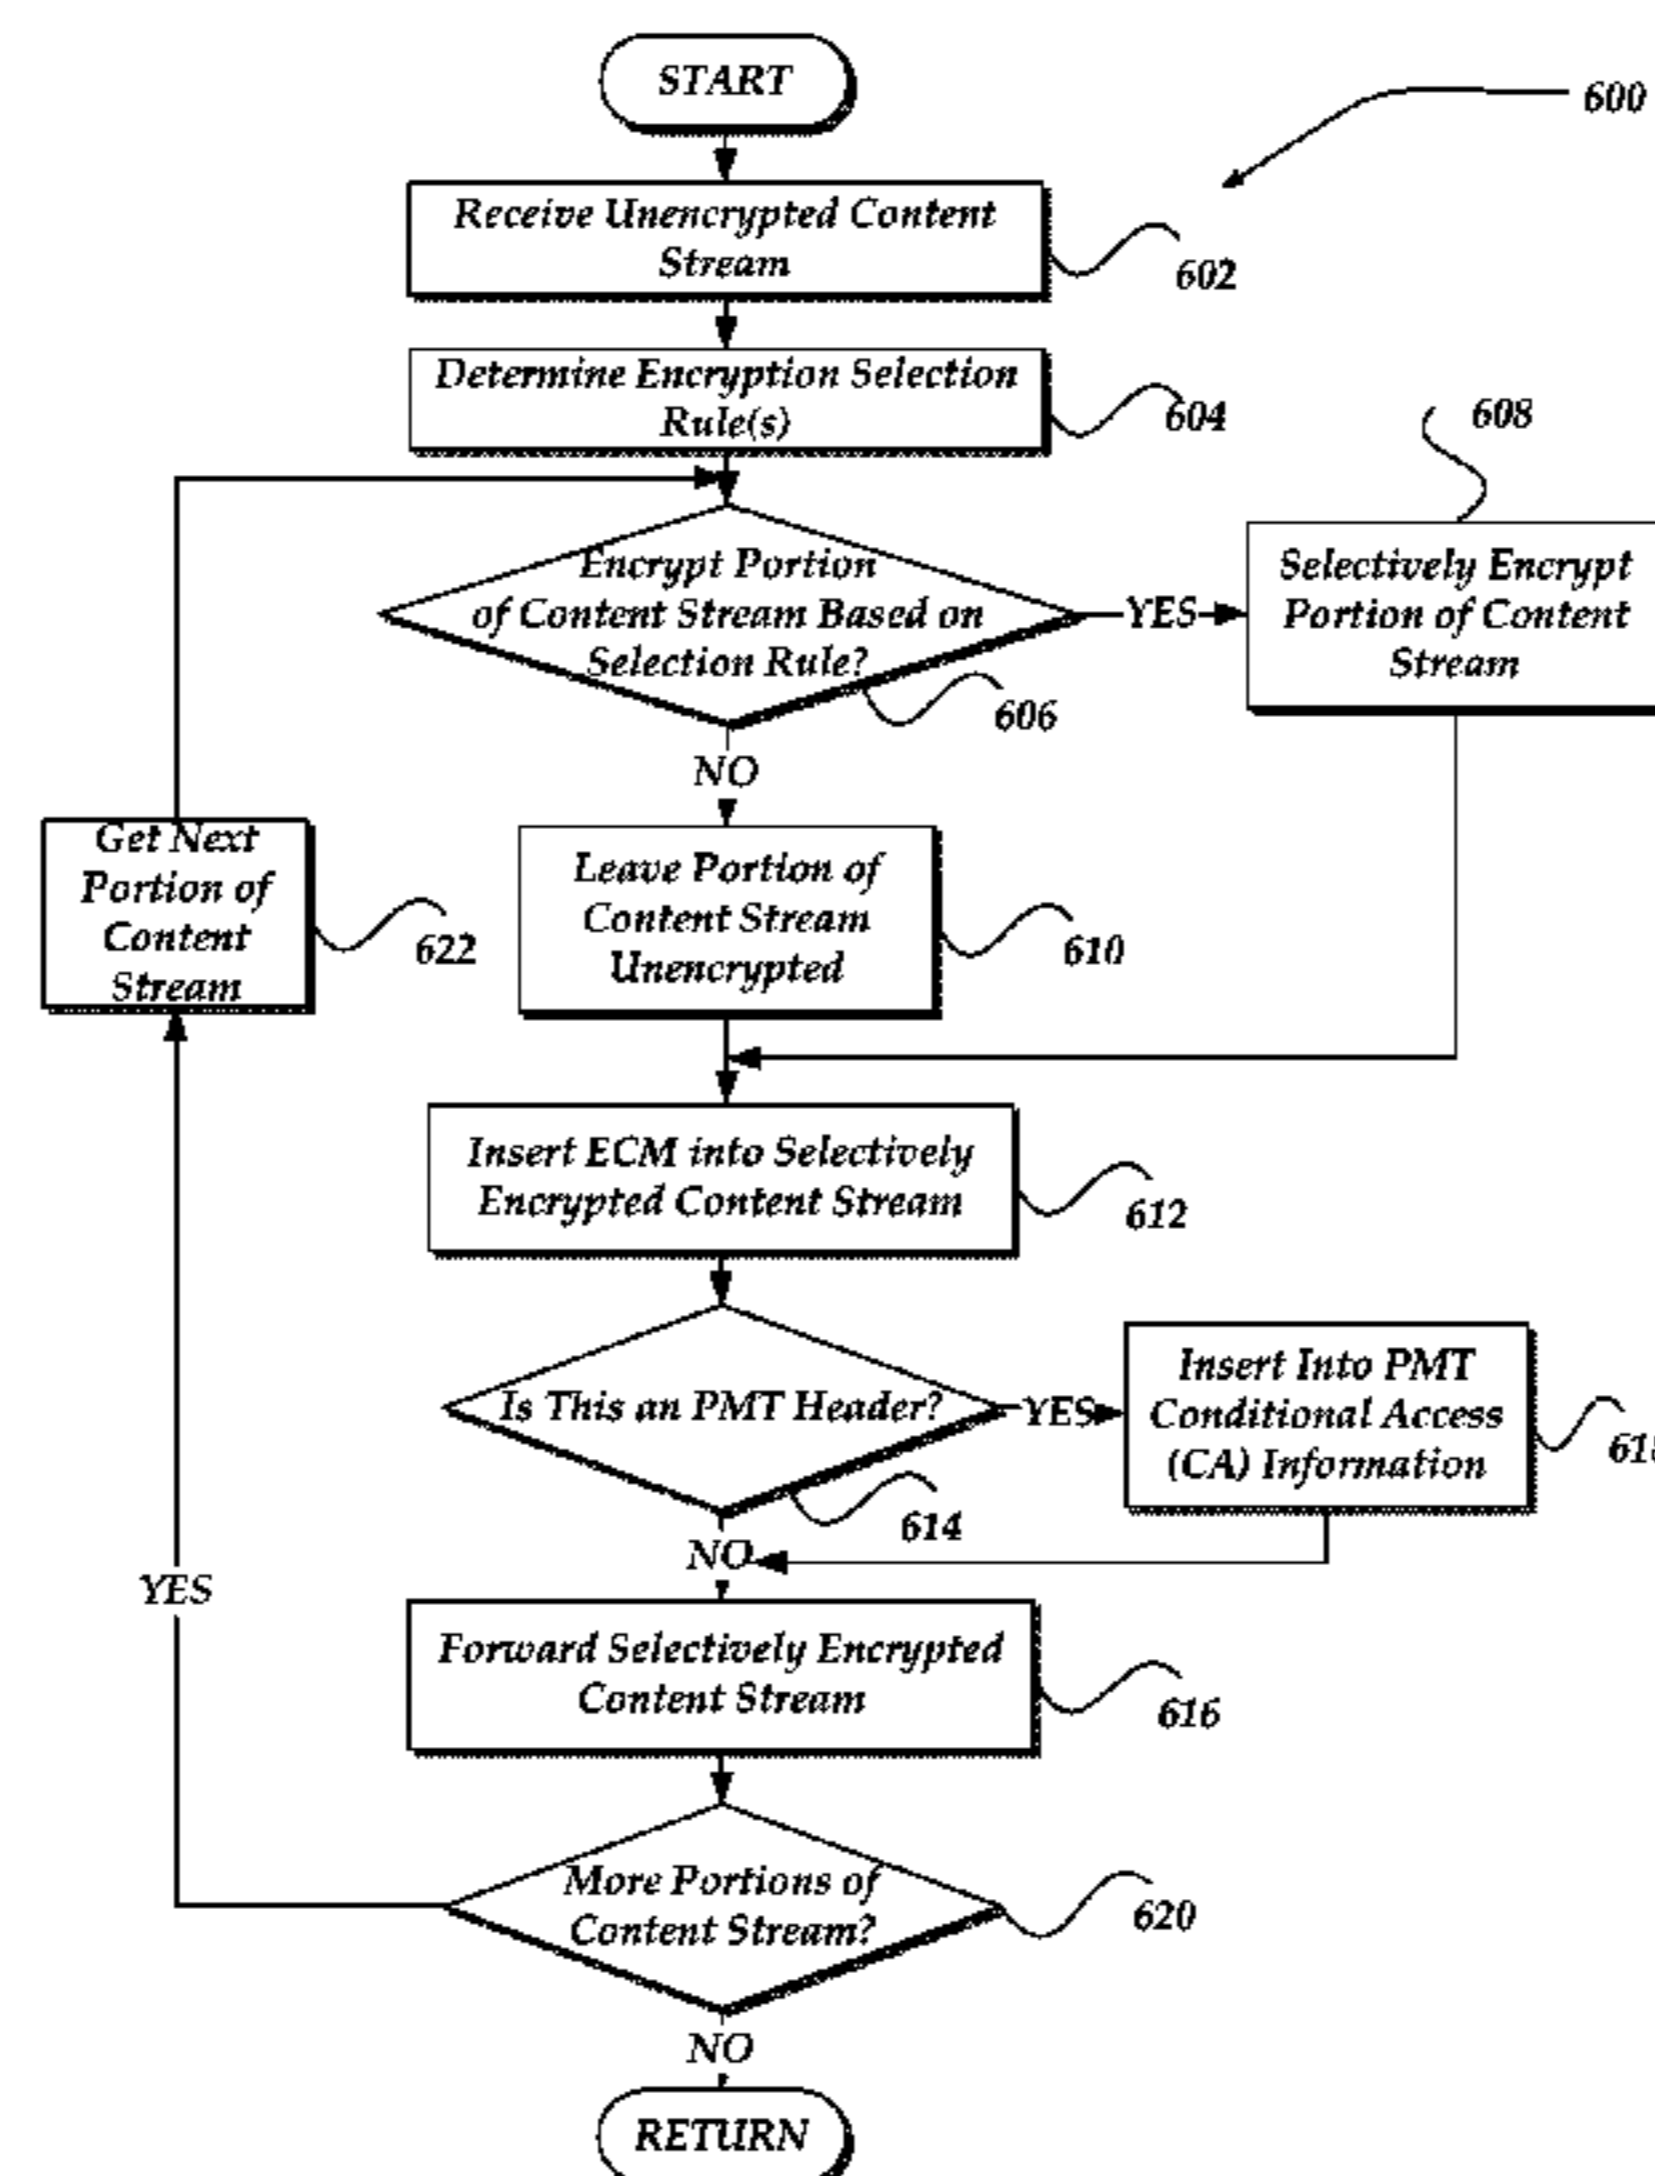 START
600
Receive Unencrypted Content
Stream
602
Determine Encryption Selection
Rule(s)
604
608
Encrypt Portion
of Content Stream Based on
Selection Rule?
YES
Selectively Encrypt
Portion of Content
Stream
606
NO
Get Next
Portion of
Content
Stream
622
Leave Portion of
Content Stream
Unencrypted
610
Insert ECM into Selectively
Encrypted Content Stream
612
Is This an PMT Header?
YES
Insert Into PMT
Conditional Access
(CA) Information
614
NO
YES
Forward Selectively Encrypted
Content Stream
616
More Portions of
Content Stream?
620
NO
RETURN